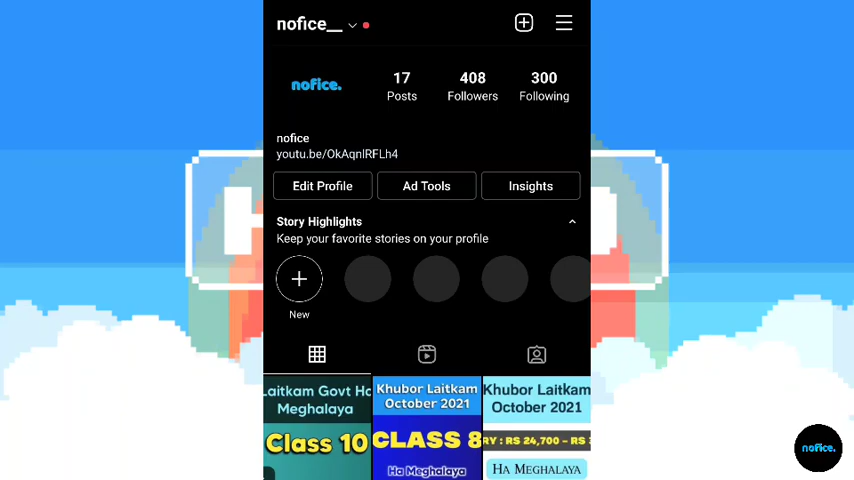 nofice__
nofice.
17
Posts
408
Followers
300
Following
nofice
youtu.be/OkAqnlRFLh4
Edit Profile
Ad Tools
Insights
Story Highlights
Keep your favorite stories on your profile
New
Laitkam Govt Ha
Meghalaya
Class 10
Khubor Laitkam
October 2021
CLASS 8
Ha Meghalaya
Khubor Laitkam
October 2021
RY : RS 24,700 –
HA MEGHALAYA
nofice.